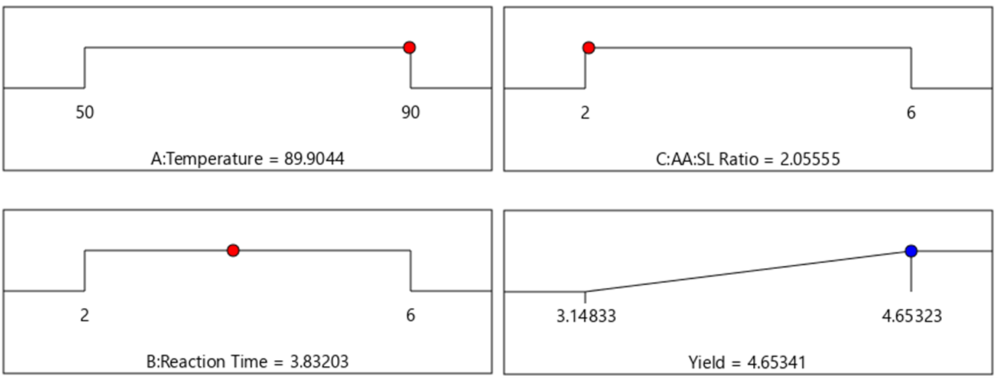 50 90
A:Temperature = 89.9044
2 6
C:AA:SL Ratio = 2.05555
2 6
B:Reaction Time = 3.83203
3.14833 4.65323
Yield = 4.65341